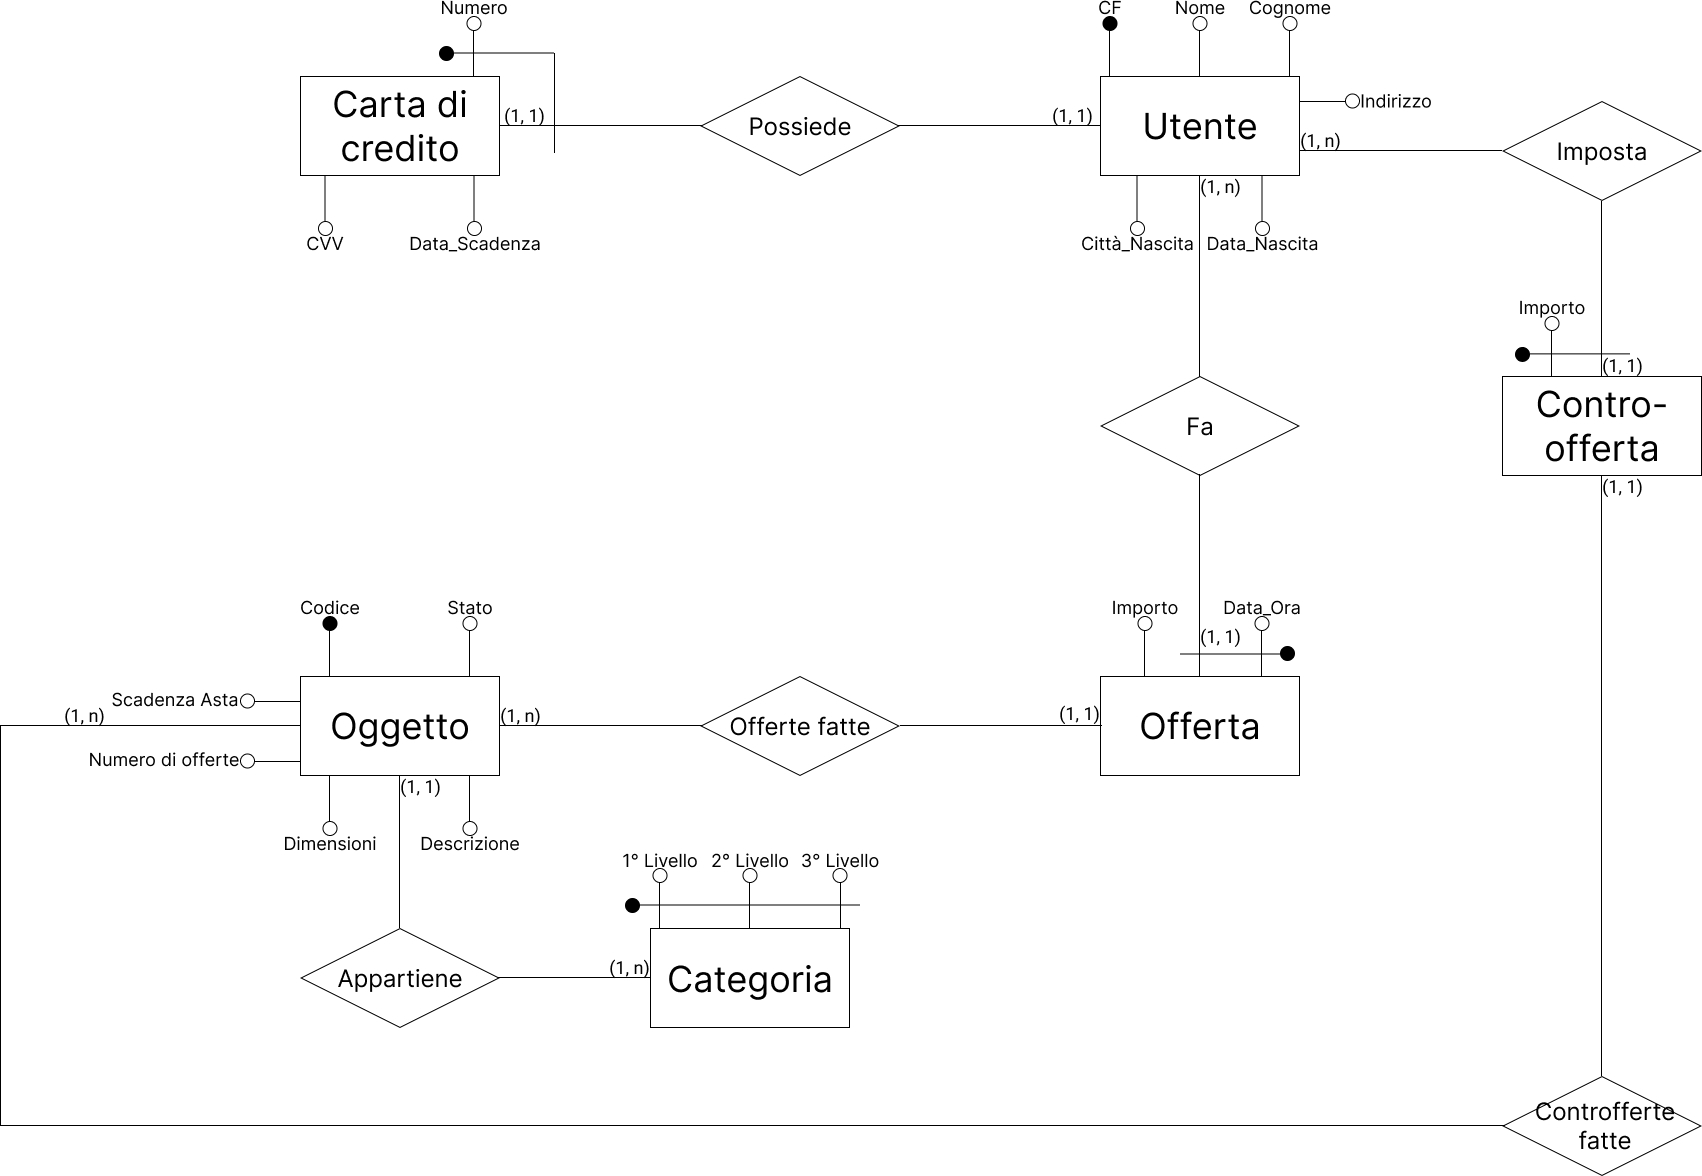 Numero
CF
Nome
Cognome
Carta di
credito
(1, 1)
Possiede
(1, 1)
Utente
Indirizzo
(1, n)
Imposta
(1, n)
CVV
Data_Scadenza
Città_Nascita
Data_Nascita
Importo
(1, 1)
Contro-
offerta
(1, 1)
Fa
Codice
Stato
Importo
Data_Ora
(1, 1)
Scadenza Asta
(1, n)
Oggetto
(1, n)
Offerte fatte
(1, 1)
Offerta
Numero di offerte
(1, 1)
Dimensioni
Descrizione
1° Livello
2° Livello
3° Livello
Appartiene
(1, n)
Categoria
Controfferte
fatte